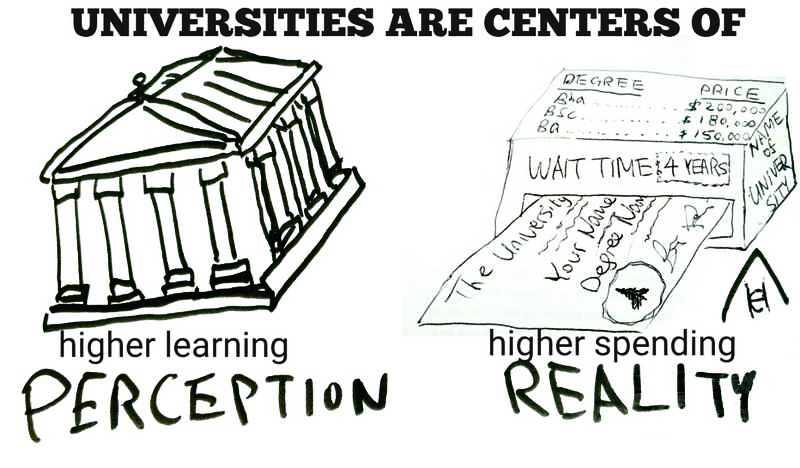 UNIVERSITIES ARE CENTERS OF
DEGREE PRICE
Bha ........ $200,000
BSc ........ $180,000
BA ........ $150,000
WAIT TIME: 4 YEARS
NAME OF UNIVERSITY
The University
Your Name
Degree Nam
higher learning
higher spending
PERCEPTION
REALITY